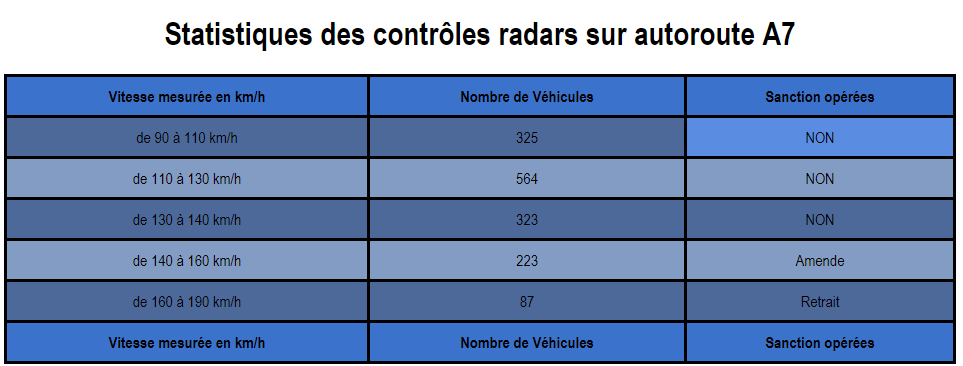 Statistiques des contrôles radars sur autoroute A7
Vitesse mesurée en km/h Nombre de Véhicules Sanction opérées
de 90 à 110 km/h 325 NON
de 110 à 130 km/h 564 NON
de 130 à 140 km/h 323 NON
de 140 à 160 km/h 223 Amende
de 160 à 190 km/h 87 Retrait
Vitesse mesurée en km/h Nombre de Véhicules Sanction opérées